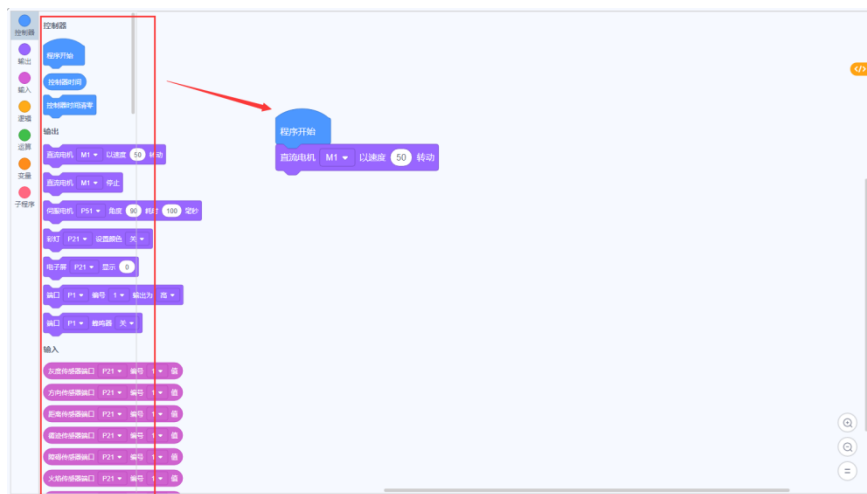 控制器
输出
输入
逻辑
运算
变量
子程序
控制器
程序开始
控制器时间
控制器时间清零
输出
直流电机 M1 以速度 50 转动
直流电机 M1 停止
伺服电机 P51 角度 90 耗时 100 毫秒
彩灯 P21 设置颜色 关
电子屏 P21 显示 0
端口 P1 编号 1 输出为 高
端口 P1 蜂鸣器 关
输入
灰度传感器端口 P21 编号 1 值
方向传感器端口 P21 编号 1 值
距离传感器端口 P21 编号 1 值
循迹传感器端口 P21 编号 1 值
碰撞传感器端口 P21 编号 1 值
火焰传感器端口 P21 编号 1 值
程序开始
直流电机 M1 以速度 50 转动